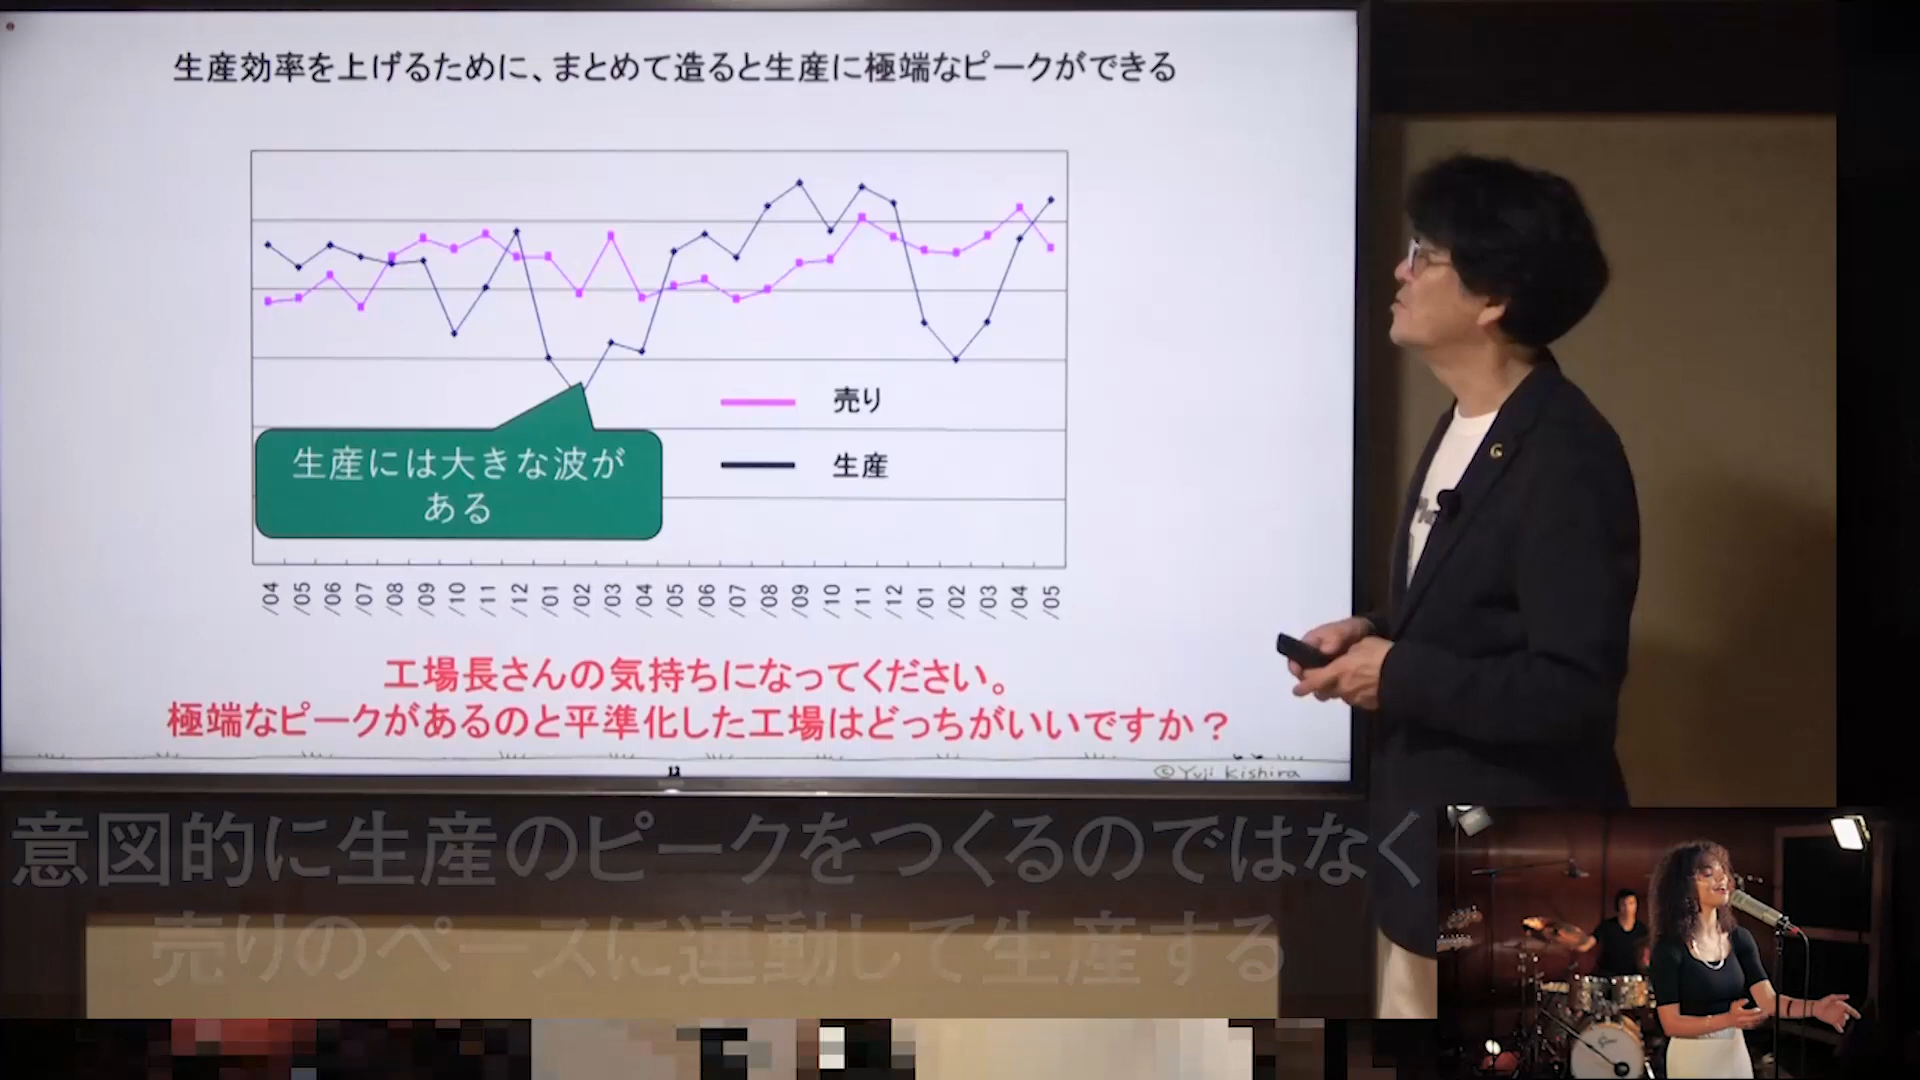 生産効率を上げるために、まとめて造ると生産に極端なピークができる
売り
生産
生産には大きな波が
ある
/04 /05 /06 /07 /08 /09 /10 /11 /12 /01 /02 /03 /04 /05 /06 /07 /08 /09 /10 /11 /12 /01 /02 /03 /04 /05
工場長さんの気持ちになってください。
極端なピークがあるのと平準化した工場はどっちがいいですか？
12
©Yuji Kishira
意図的に生産のピークをつくるのではなく
売りのペースに連動して生産する